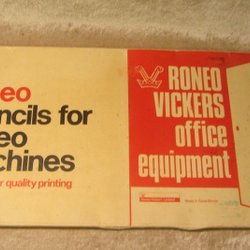 eo
ncils for
eo
chines
r quality printing
RONEO
VICKERS
office
equipment